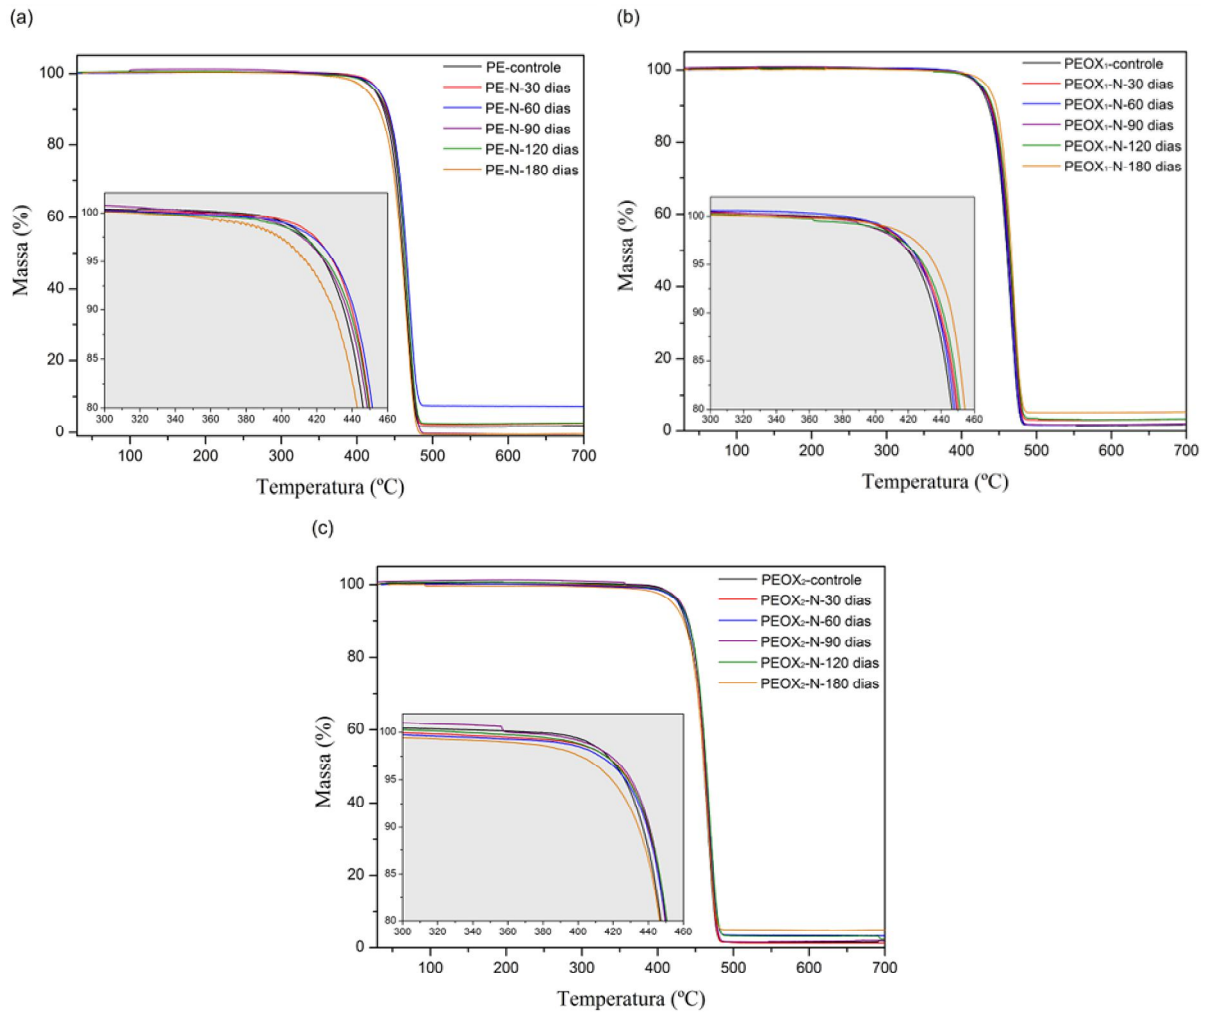 (a)
100
80
60
40
20
0
Massa (%)
PE-controle
PE-N-30 dias
PE-N-60 dias
PE-N-90 dias
PE-N-120 dias
PE-N-180 dias
100
95
90
85
80
300 320 340 360 380 400 420 440 460
100 200 300 400 500 600 700
Temperatura (ºC)
(b)
100
80
60
40
20
0
Massa (%)
PEOX₁-controle
PEOX₁-N-30 dias
PEOX₁-N-60 dias
PEOX₁-N-90 dias
PEOX₁-N-120 dias
PEOX₁-N-180 dias
100
95
90
85
80
300 320 340 360 380 400 420 440 460
100 200 300 400 500 600 700
Temperatura (ºC)
(c)
100
80
60
40
20
0
Massa (%)
PEOX₂-controle
PEOX₂-N-30 dias
PEOX₂-N-60 dias
PEOX₂-N-90 dias
PEOX₂-N-120 dias
PEOX₂-N-180 dias
100
95
90
85
80
300 320 340 360 380 400 420 440 460
100 200 300 400 500 600 700
Temperatura (ºC)